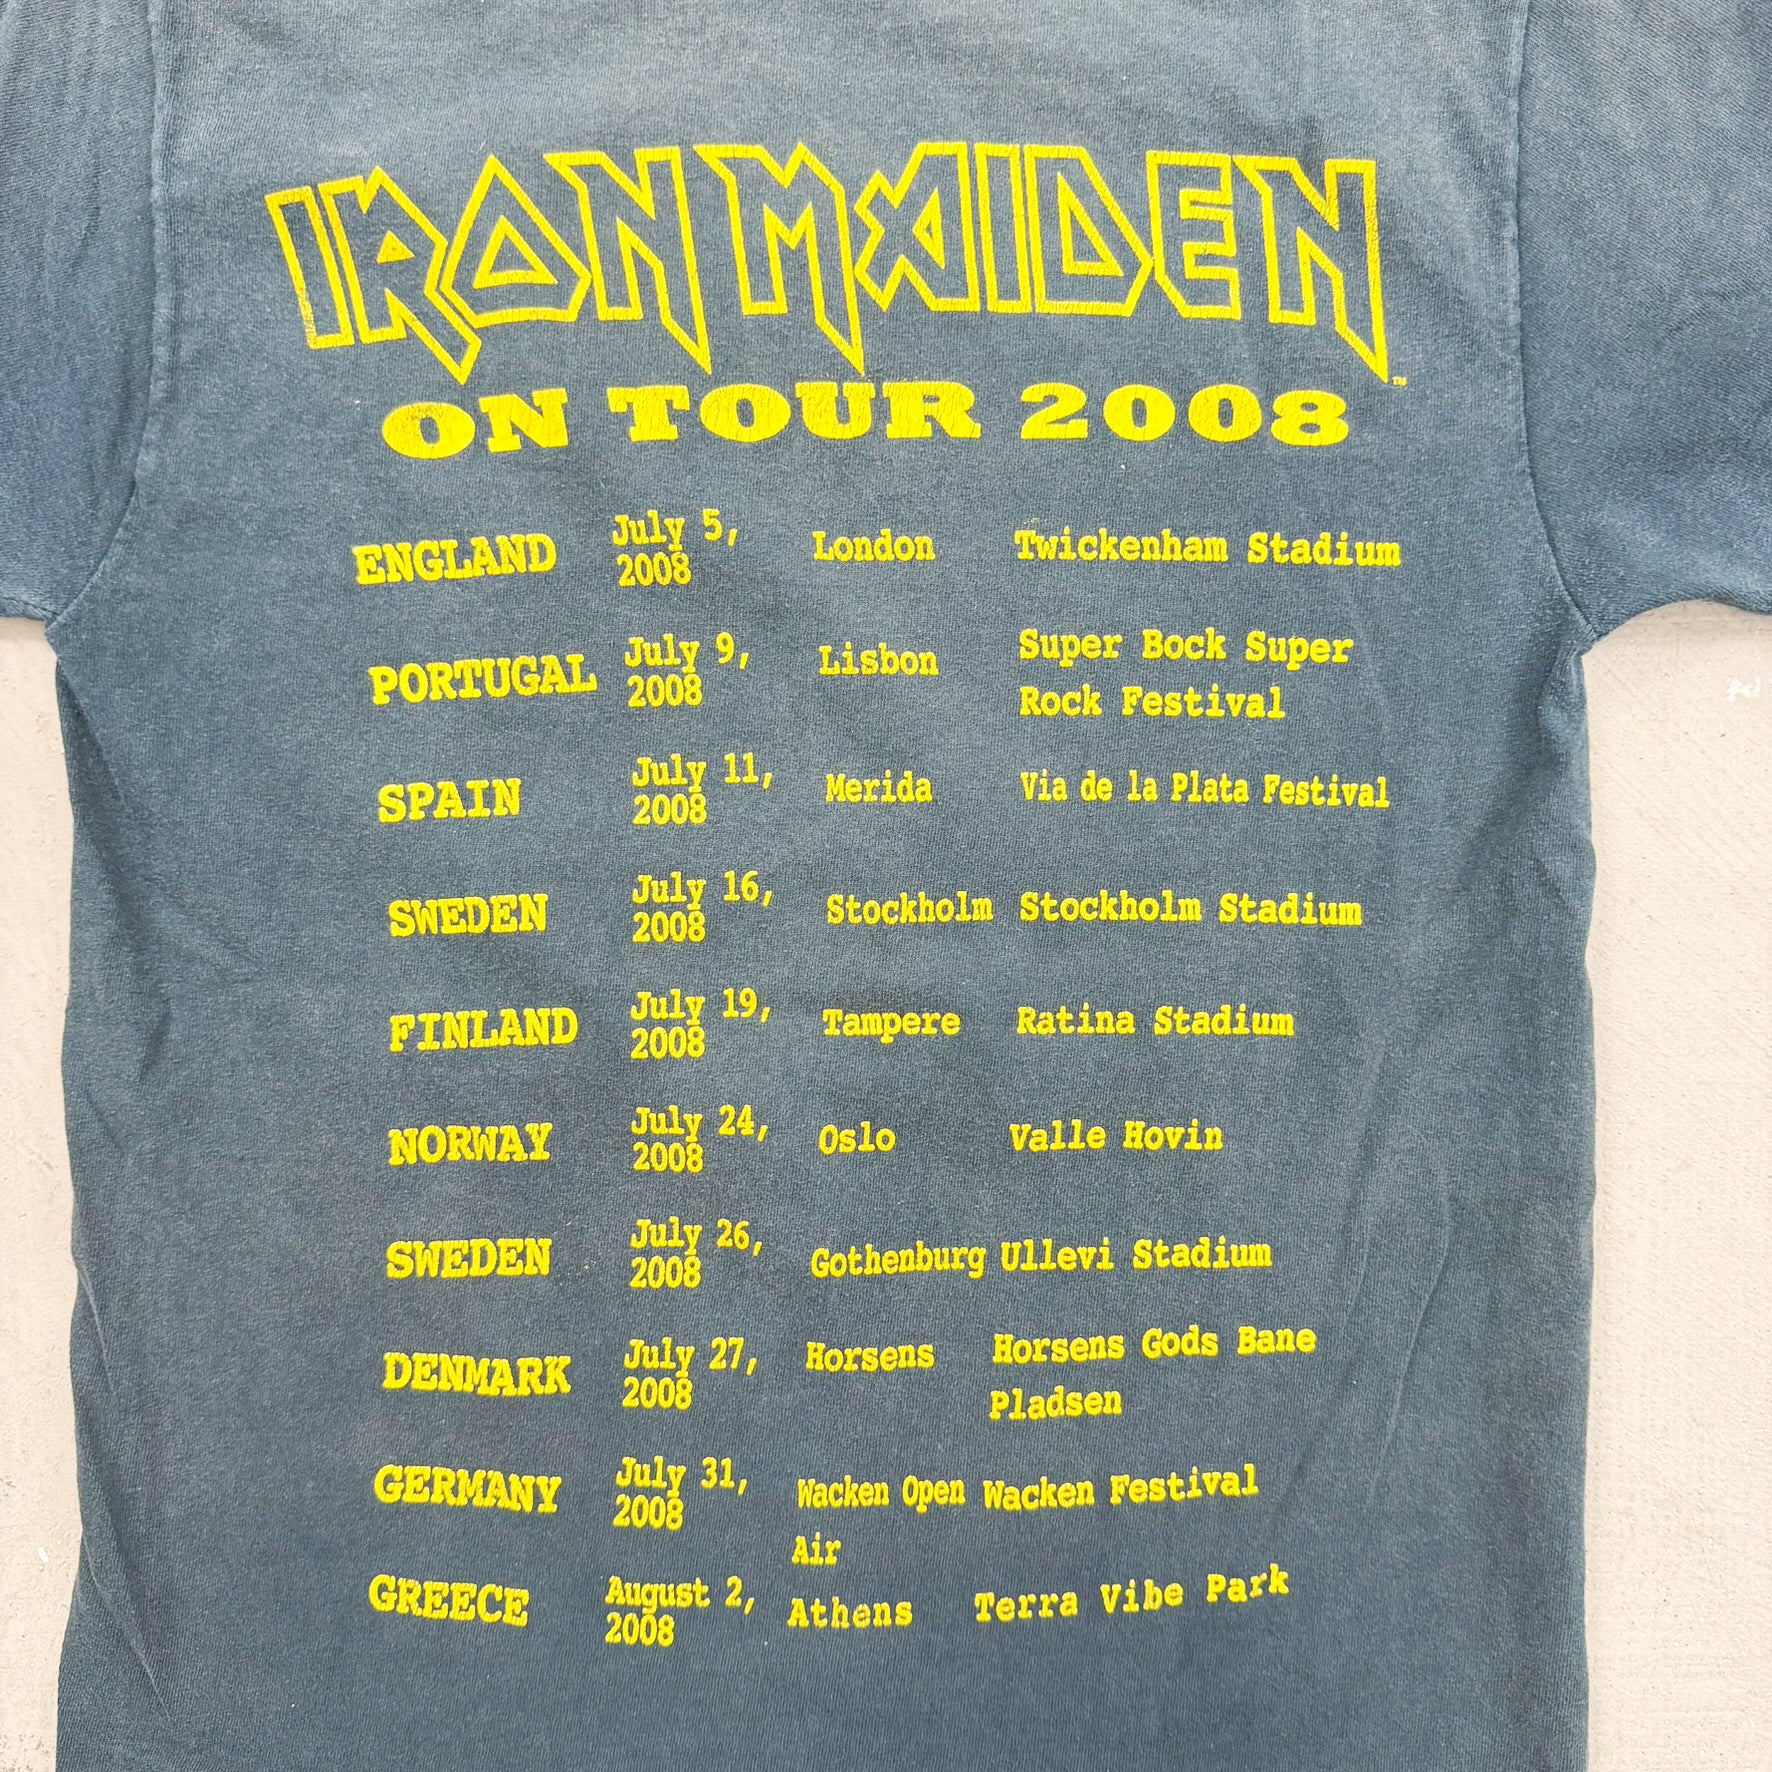 IRON MAIDEN™
ON TOUR 2008
ENGLAND July 5, 2008 London Twickenham Stadium
PORTUGAL July 9, 2008 Lisbon Super Bock Super Rock Festival
SPAIN July 11, 2008 Merida Via de la Plata Festival
SWEDEN July 16, 2008 Stockholm Stockholm Stadium
FINLAND July 19, 2008 Tampere Ratina Stadium
NORWAY July 24, 2008 Oslo Valle Hovin
SWEDEN July 26, 2008 Gothenburg Ullevi Stadium
DENMARK July 27, 2008 Horsens Horsens Gods Bane Pladsen
GERMANY July 31, 2008 Wacken Open Air Wacken Festival
GREECE August 2, 2008 Athens Terra Vibe Park